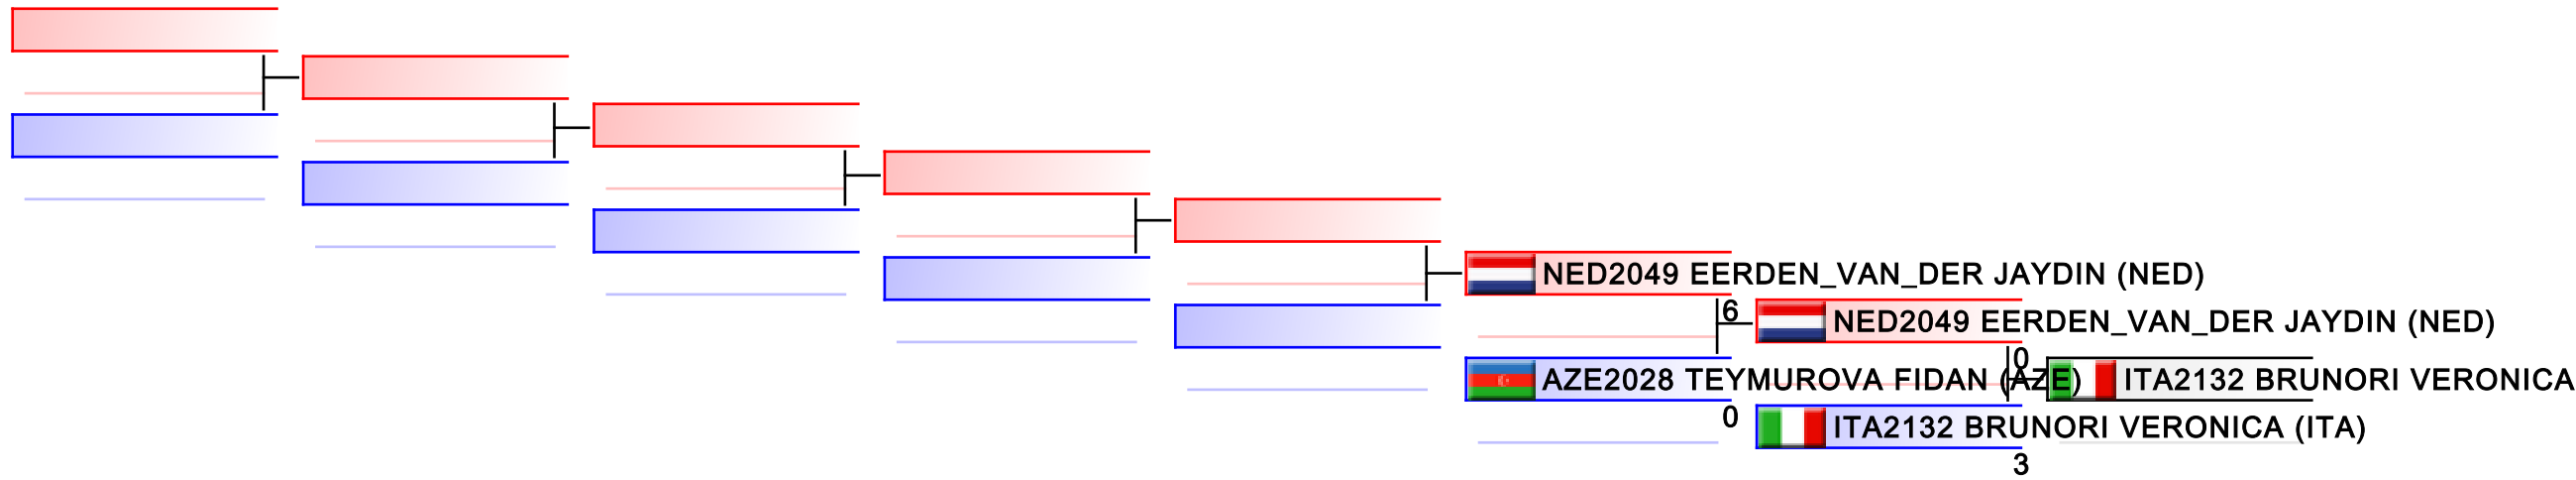 NED2049 EERDEN_VAN_DER JAYDIN (NED)
6
NED2049 EERDEN_VAN_DER JAYDIN (NED)
0
AZE2028 TEYMUROVA FIDAN (AZE)
ITA2132 BRUNORI VERONICA
0
ITA2132 BRUNORI VERONICA (ITA)
3